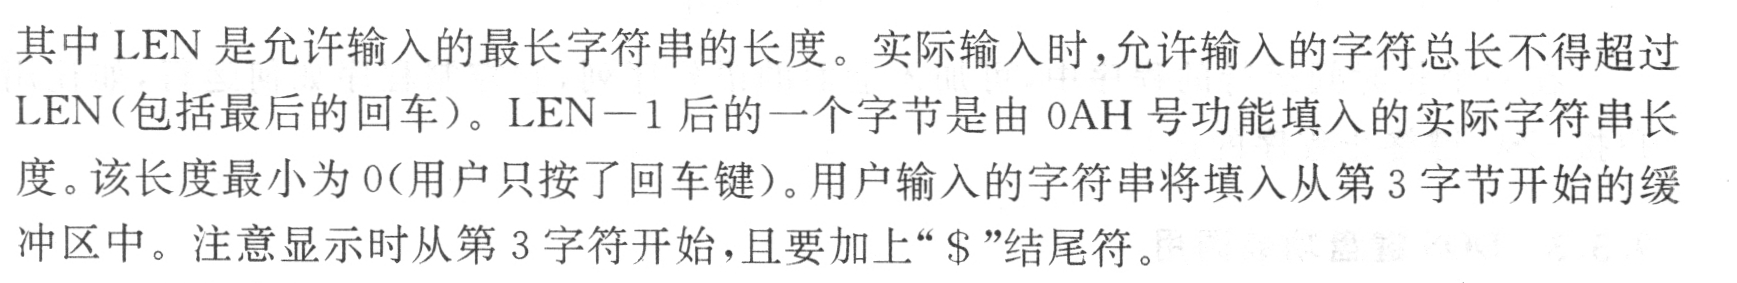 其中 LEN 是允许输入的最长字符串的长度。实际输入时,允许输入的字符总长不得超过
LEN(包括最后的回车)。LEN－1 后的一个字节是由 0AH 号功能填入的实际字符串长
度。该长度最小为 0(用户只按了回车键)。用户输入的字符串将填入从第 3 字节开始的缓
冲区中。注意显示时从第 3 字符开始,且要加上“$”结尾符。